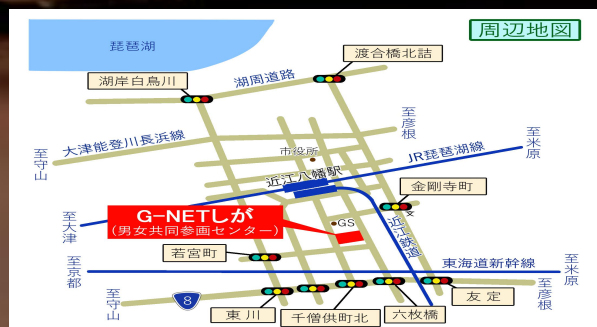 周辺地図
琵琶湖
渡合橋北詰
湖岸白鳥川
湖周道路
至彦根
至米原
大津能登川長浜線
至守山
市役所
JR琵琶湖線
近江八幡駅
金剛寺町
G-NETしが
(男女共同参画センター)
GS
近江鉄道
至大津
若宮町
東海道新幹線
至京都
至米原
8
至守山
東川
千僧供町北
六枚橋
友定
至彦根